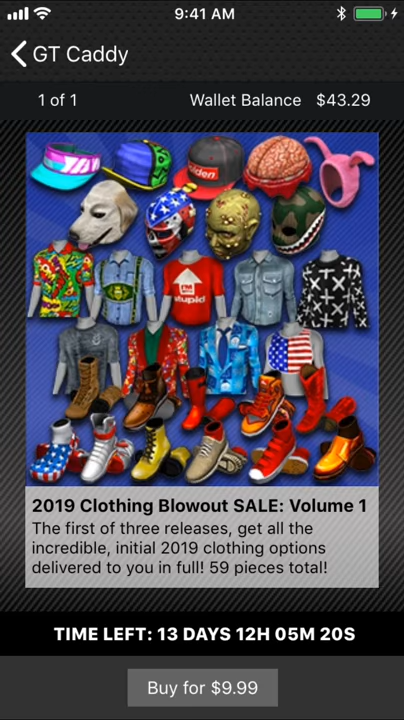 9:41 AM
GT Caddy
1 of 1 Wallet Balance $43.29
stupid
2019 Clothing Blowout SALE: Volume 1
The first of three releases, get all the
incredible, initial 2019 clothing options
delivered to you in full! 59 pieces total!
TIME LEFT: 13 DAYS 12H 05M 20S
Buy for $9.99